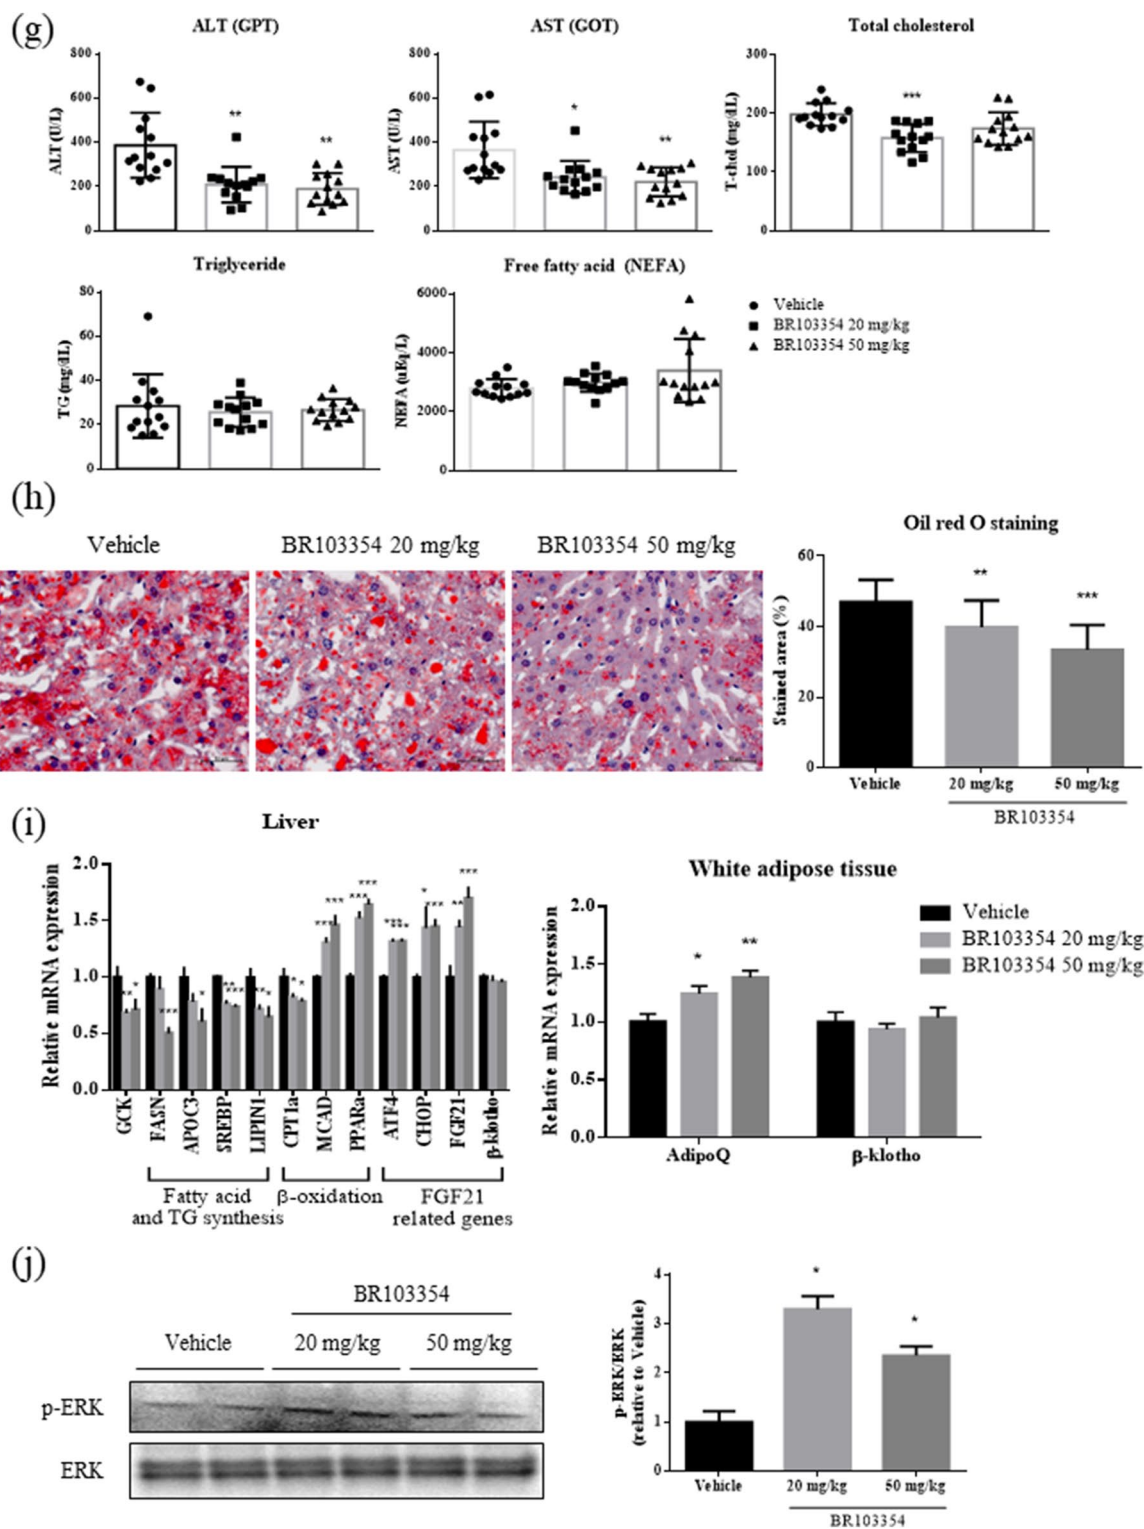 (g)
ALT (GPT)
AST (GOT)
Total cholesterol
ALT (U/L)
800
600
400
200
0
**
**
AST (U/L)
800
600
400
200
0
*
**
T-chol (mg/dL)
300
200
100
0
***
Triglyceride
Free fatty acid (NEFA)
TG (mg/dL)
80
60
40
20
0
NEFA (uEq/L)
6000
4000
2000
0
Vehicle
BR103354 20 mg/kg
BR103354 50 mg/kg
(h)
Vehicle
BR103354 20 mg/kg
BR103354 50 mg/kg
Oil red O staining
Stained area (%)
60
40
20
0
**
***
Vehicle
20 mg/kg
50 mg/kg
BR103354
(i)
Liver
Relative mRNA expression
2.0
1.5
1.0
0.5
0.0
** *
***
*
** ***
** *
* *
*** ***
*** ***
*** ***
* ***
** ***
GCK
FASN
APOC3
SREBP
LIPIN1
CPT1a
MCAD
PPARa
ATF4
CHOP
FGF21
β-klotho
Fatty acid
and TG synthesis
β-oxidation
FGF21
related genes
White adipose tissue
Relative mRNA expression
2.0
1.5
1.0
0.5
0.0
*
**
AdipoQ
β-klotho
Vehicle
BR103354 20 mg/kg
BR103354 50 mg/kg
(j)
BR103354
Vehicle
20 mg/kg
50 mg/kg
p-ERK
ERK
p-ERK/ERK
(relative to Vehicle)
4
3
2
1
0
*
*
Vehicle
20 mg/kg
50 mg/kg
BR103354